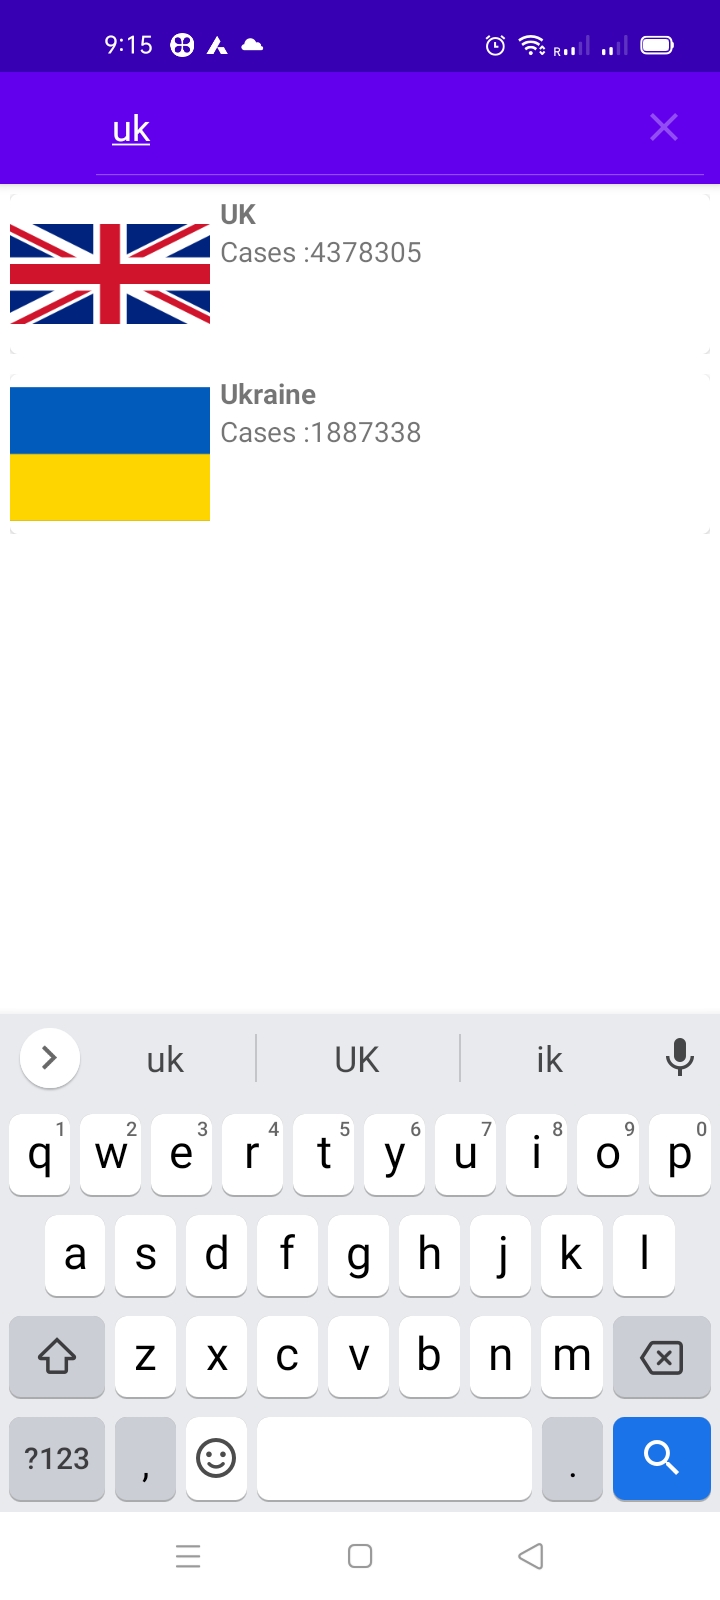 9:15
R
uk
UK
Cases :4378305
Ukraine
Cases :1887338
uk UK ik
1 2 3 4 5 6 7 8 9 0
q w e r t y u i o p
a s d f g h j k l
z x c v b n m
?123 , .